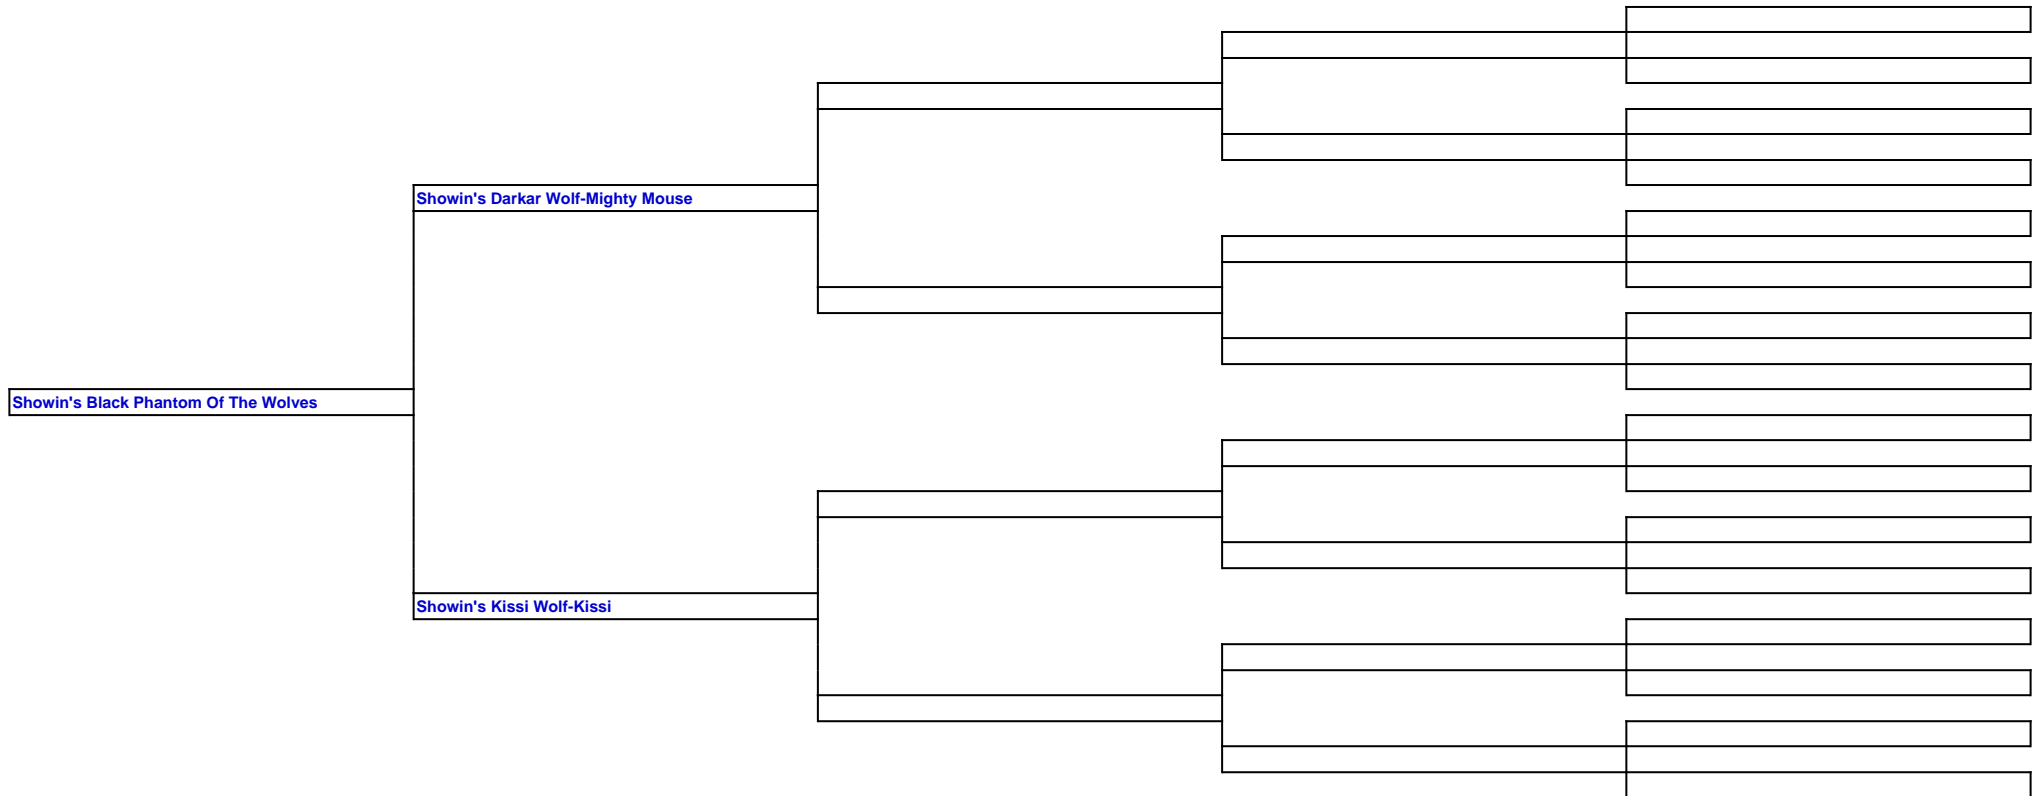 Showin's Darkar Wolf-Mighty Mouse
Showin's Black Phantom Of The Wolves
Showin's Kissi Wolf-Kissi